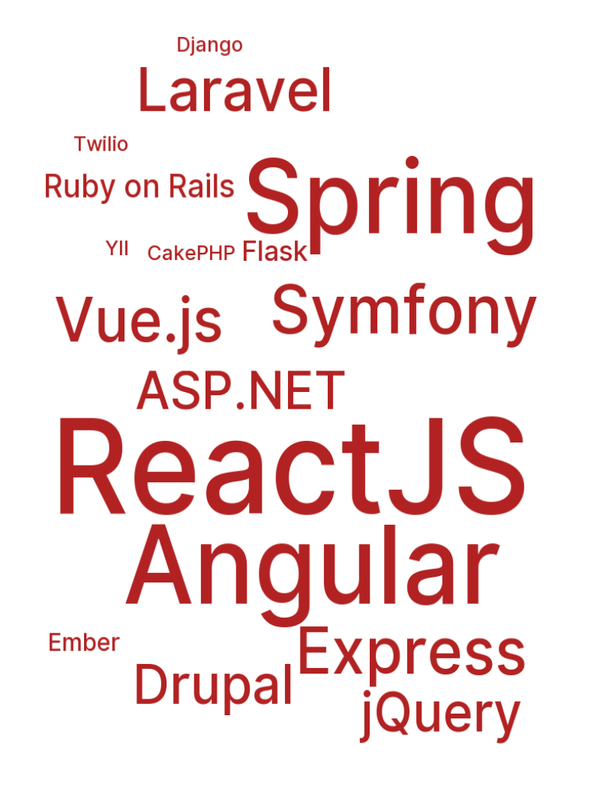 Django
Laravel
Twilio
Ruby on Rails
Spring
YII
CakePHP
Flask
Vue.js
Symfony
ASP.NET
ReactJS
Angular
Ember
Express
Drupal
jQuery